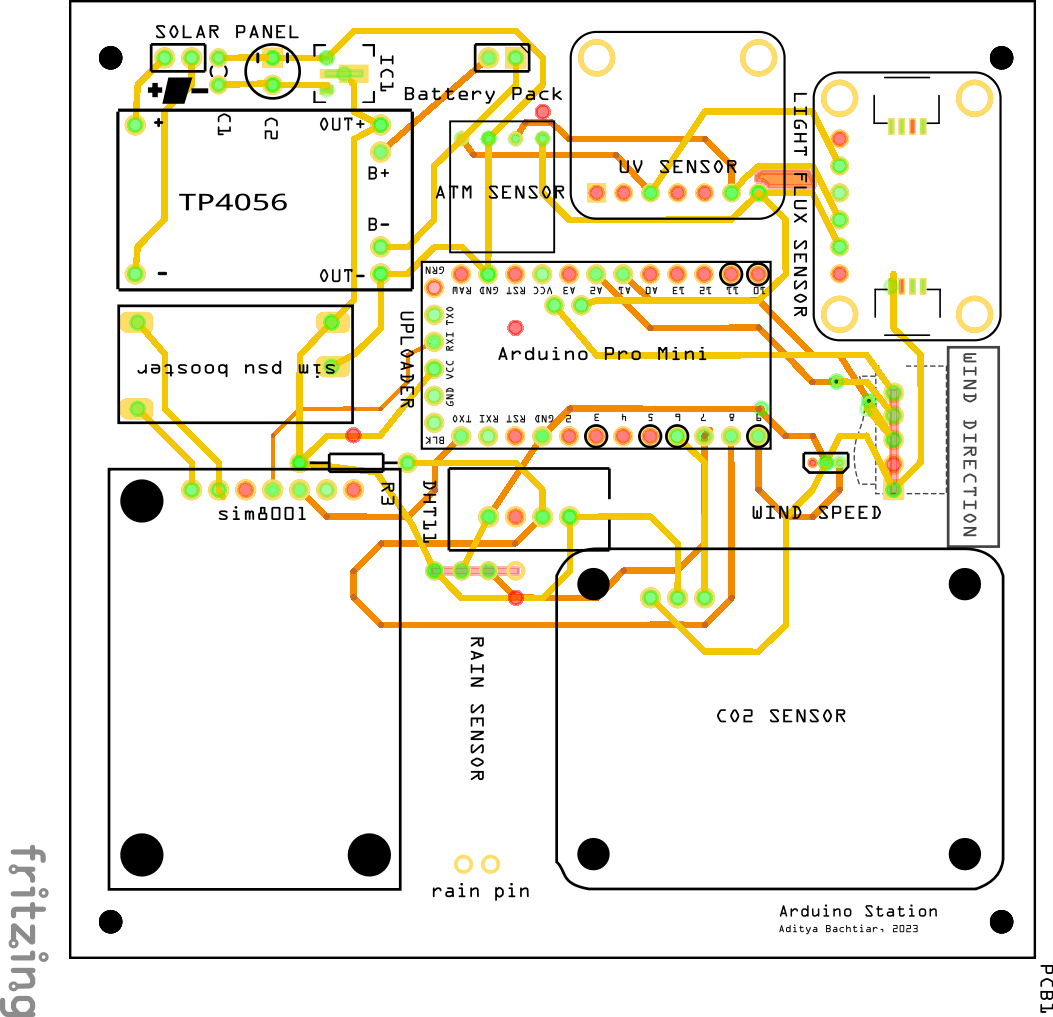 SOLAR PANEL
+ -
IC1
Battery Pack
C1
C2
+
OUT+
B+
TP4056
B-
-
OUT-
ATM SENSOR
UV SENSOR
LIGHT FLUX SENSOR
GRN
RAW GND RST VCC A3 A2 A1 A0 13 12 11 10
TXO
RXI
VCC
GND
UPLOADER
Arduino Pro Mini
sim psu booster
BLK
TXO RXI RST GND 2 3 4 5 6 7 8 9
WIND DIRECTION
R3
sim800l
DHT11
WIND SPEED
RAIN SENSOR
CO2 SENSOR
rain pin
Arduino Station
Aditya Bachtiar, 2023
fritzing
PCB1